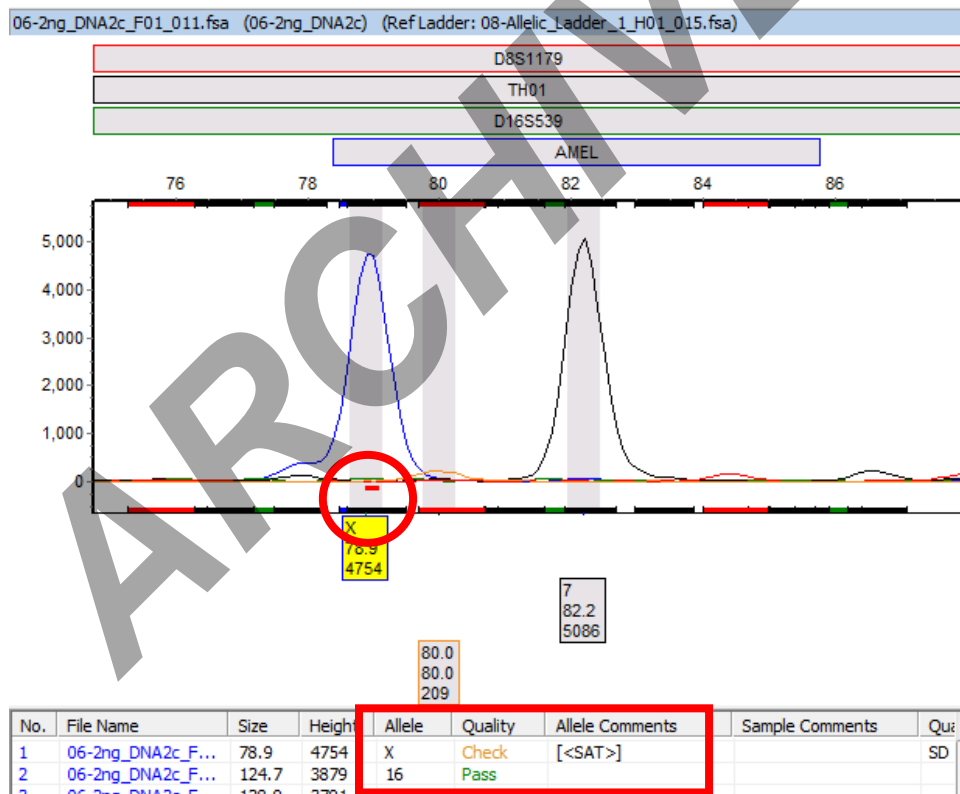 06-2ng_DNA2c_F01_011.fsa (06-2ng_DNA2c) (Ref Ladder: 08-Allelic_Ladder_1_H01_015.fsa)
D8S1179
TH01
D16S539
AMEL
76 78 80 82 84 86
5,000
4,000
3,000
2,000
1,000
0
X
78.9
4754
7
82.2
5086
80.0
80.0
209
No. File Name Size Height Allele Quality Allele Comments Sample Comments Qua
1 06-2ng_DNA2c_F... 78.9 4754 X Check [<SAT>] SD
2 06-2ng_DNA2c_F... 124.7 3879 16 Pass
ARCHIV